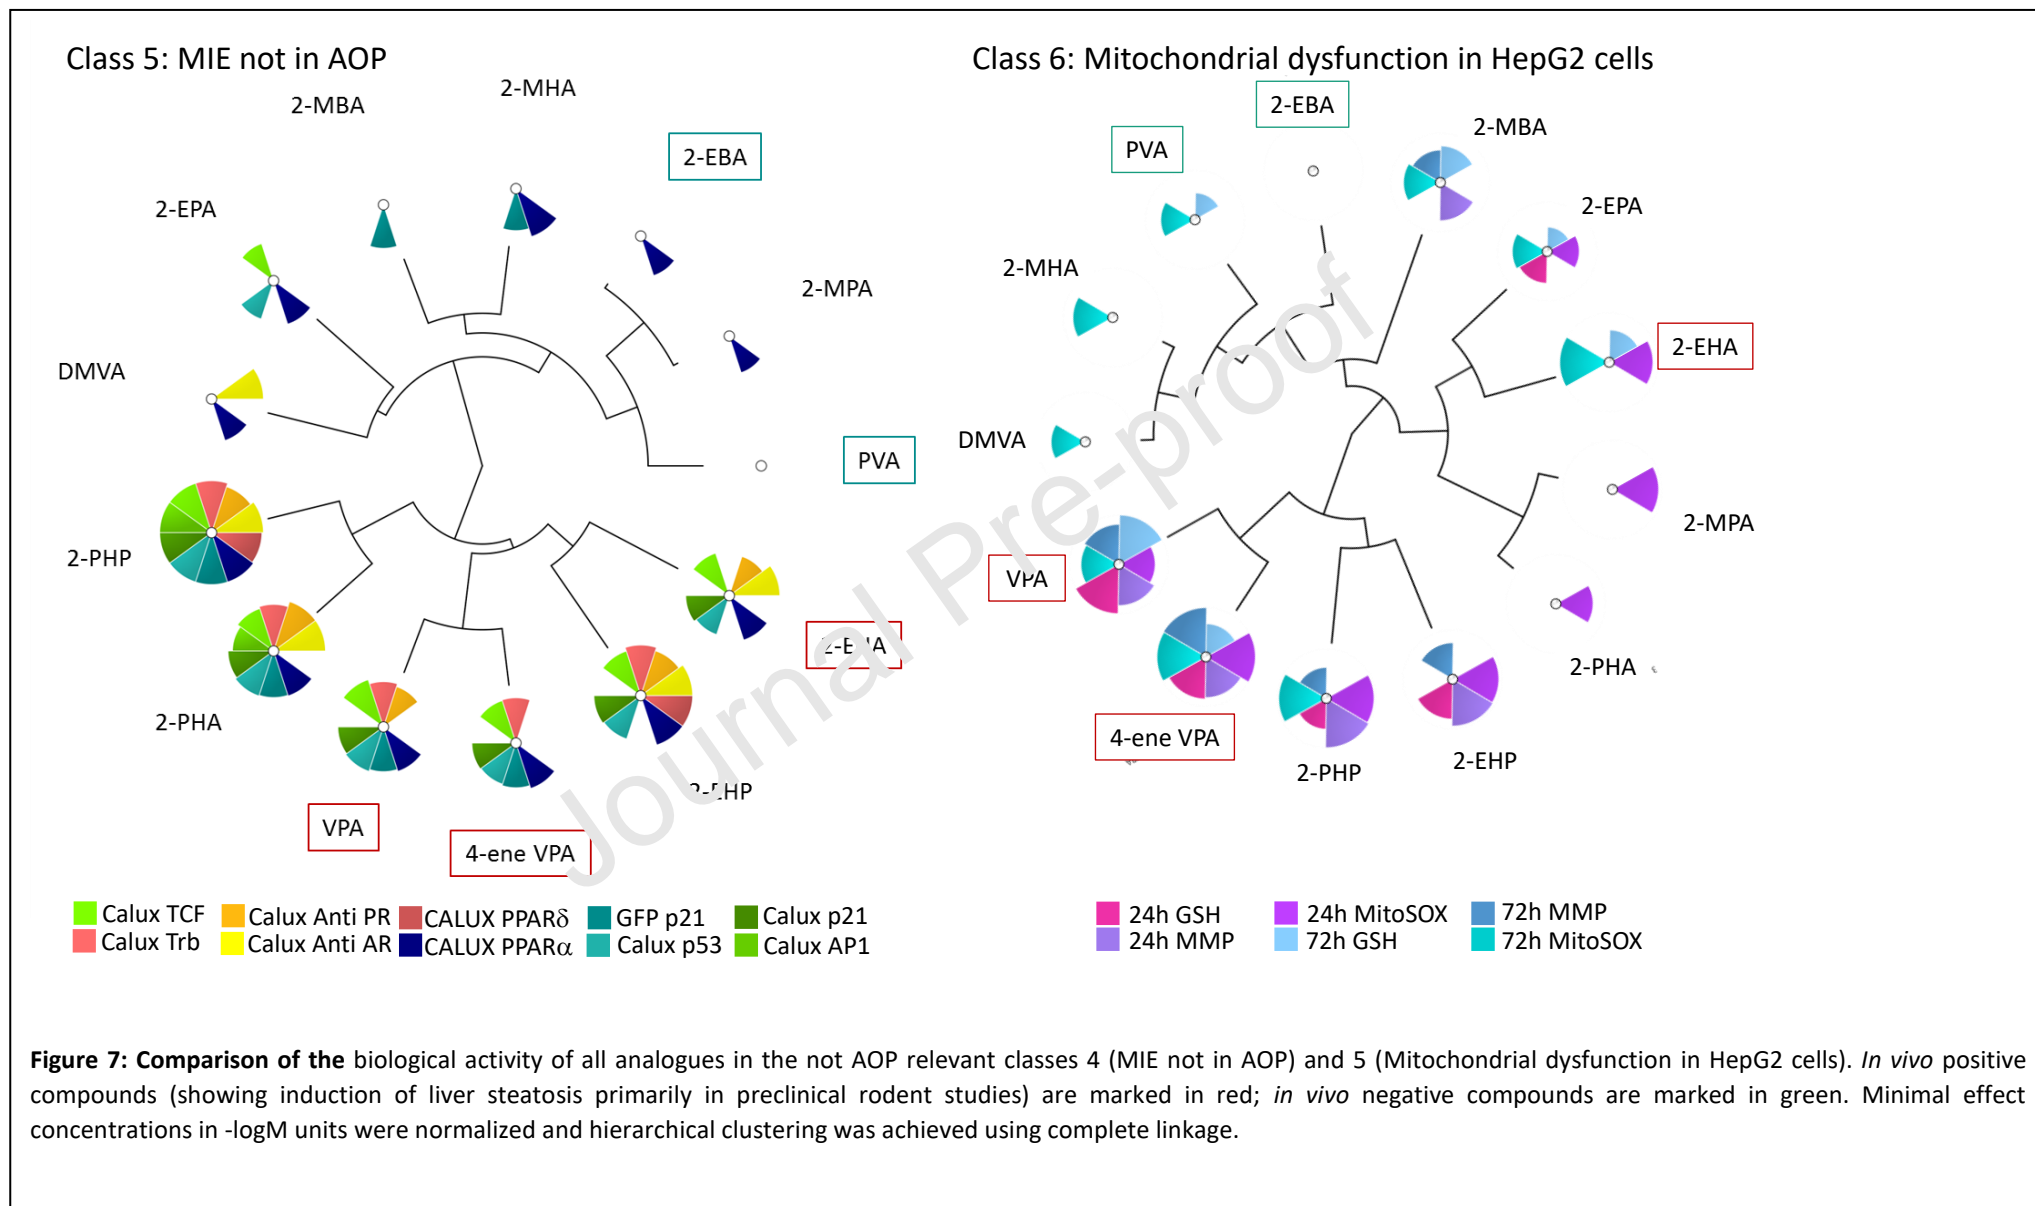 Class 5: MIE not in AOP
2-MBA
2-MHA
2-EBA
2-EPA
2-MPA
DMVA
PVA
2-PHP
2-PHA
VPA
4-ene VPA
2-EHP
2-EHA
Calux TCF
Calux Anti PR
CALUX PPARδ
GFP p21
Calux p21
Calux Trb
Calux Anti AR
CALUX PPARα
Calux p53
Calux AP1
Class 6: Mitochondrial dysfunction in HepG2 cells
2-EBA
PVA
2-MBA
2-EPA
2-MHA
2-EHA
DMVA
2-MPA
VPA
2-PHA
4-ene VPA
2-PHP
2-EHP
24h GSH
24h MitoSOX
72h MMP
24h MMP
72h GSH
72h MitoSOX
Journal Pre-proof
Figure 7: Comparison of the biological activity of all analogues in the not AOP relevant classes 4 (MIE not in AOP) and 5 (Mitochondrial dysfunction in HepG2 cells). In vivo positive
compounds (showing induction of liver steatosis primarily in preclinical rodent studies) are marked in red; in vivo negative compounds are marked in green. Minimal effect
concentrations in -logM units were normalized and hierarchical clustering was achieved using complete linkage.